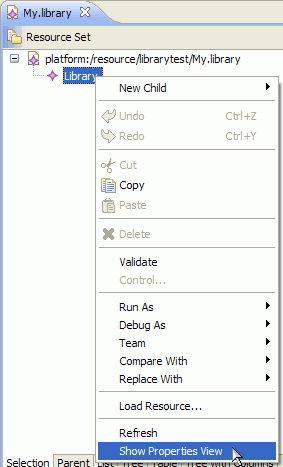 My.library
Resource Set
platform:/resource/librarytest/My.library
Library
New Child
Undo Ctrl+Z
Redo Ctrl+Y
Cut
Copy
Paste
Delete
Validate
Control...
Run As
Debug As
Team
Compare With
Replace With
Load Resource...
Refresh
Show Properties View
Selection Parent List Tree Table Tree with Columns